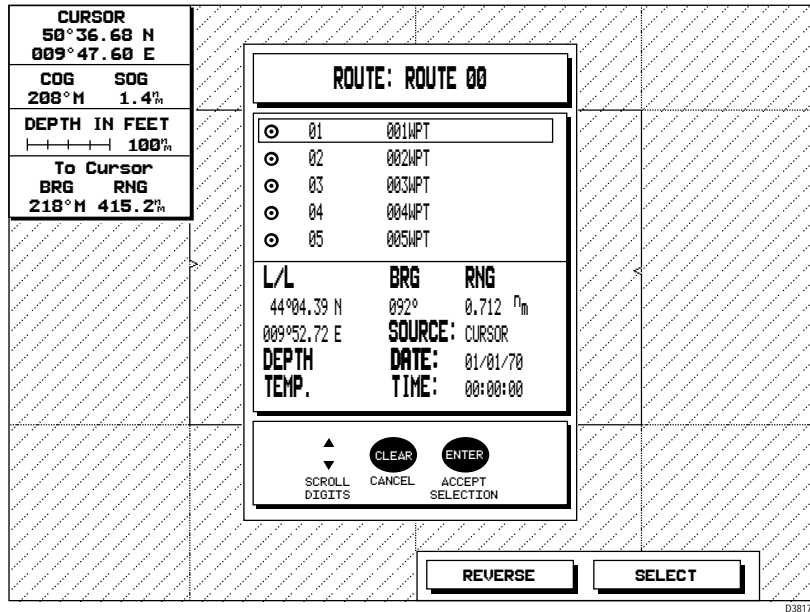 CURSOR
50°36.68 N
009°47.60 E
COG SOG
208°M 1.4nm
DEPTH IN FEET
100nm
To Cursor
BRG RNG
218°M 415.2nm
ROUTE: ROUTE 00
01 001WPT
02 002WPT
03 003WPT
04 004WPT
05 005WPT
L/L BRG RNG
44°04.39 N 092° 0.712 nm
009°52.72 E SOURCE: CURSOR
DEPTH DATE: 01/01/70
TEMP. TIME: 00:00:00
CLEAR ENTER
SCROLL DIGITS
CANCEL
ACCEPT SELECTION
REVERSE SELECT
D3817